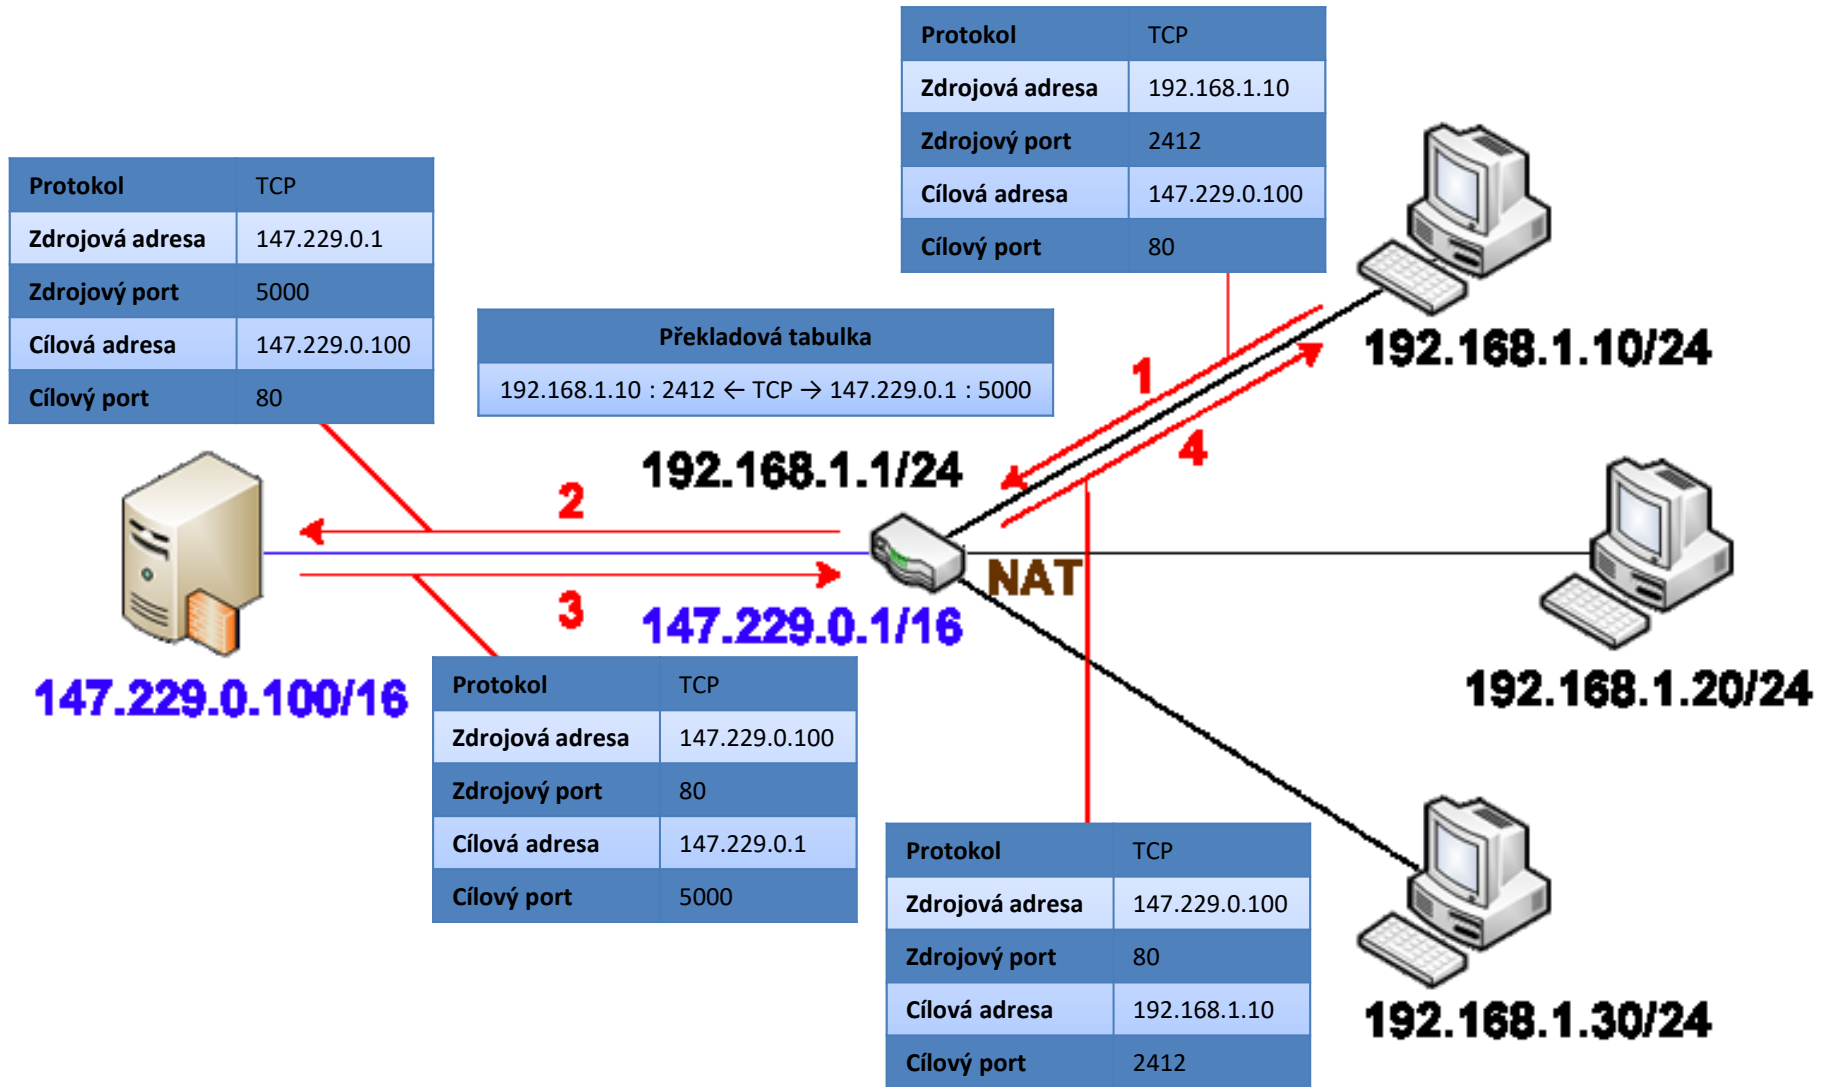 Protokol TCP
Zdrojová adresa 192.168.1.10
Zdrojový port 2412
Cílová adresa 147.229.0.100
Cílový port 80
Protokol TCP
Zdrojová adresa 147.229.0.1
Zdrojový port 5000
Cílová adresa 147.229.0.100
Cílový port 80
Překladová tabulka
192.168.1.10 : 2412 ← TCP → 147.229.0.1 : 5000
192.168.1.10/24
1
4
192.168.1.1/24
2
NAT
3
147.229.0.1/16
147.229.0.100/16
192.168.1.20/24
Protokol TCP
Zdrojová adresa 147.229.0.100
Zdrojový port 80
Cílová adresa 147.229.0.1
Cílový port 5000
Protokol TCP
Zdrojová adresa 147.229.0.100
Zdrojový port 80
Cílová adresa 192.168.1.10
Cílový port 2412
192.168.1.30/24